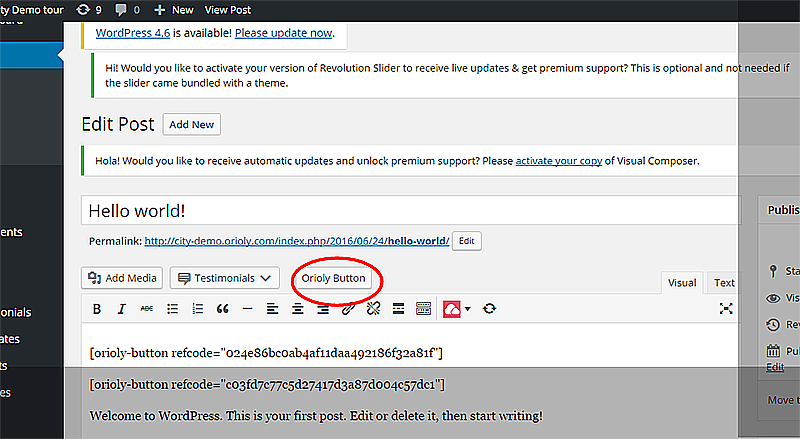 ty Demo tour 9 0 New View Post
WordPress 4.6 is available! Please update now.
Hi! Would you like to activate your version of Revolution Slider to receive live updates & get premium support? This is optional and not needed if
the slider came bundled with a theme.
Edit Post Add New
Hola! Would you like to receive automatic updates and unlock premium support? Please activate your copy of Visual Composer.
Hello world!
Publis
Permalink: http://city-demo.orioly.com/index.php/2016/06/24/hello-world/ Edit
ents
Add Media Testimonials Orioly Button
Visual Text
Sta
B I ABC
Vis
onials
Rev
ates
[orioly-button refcode="024e86bc0ab4af11daa492186f32a81f"]
Pul
ts
Edit
es
[orioly-button refcode="c03fd7c77c5d27417d3a87d004c57dc1"]
Move t
Welcome to WordPress. This is your first post. Edit or delete it, then start writing!